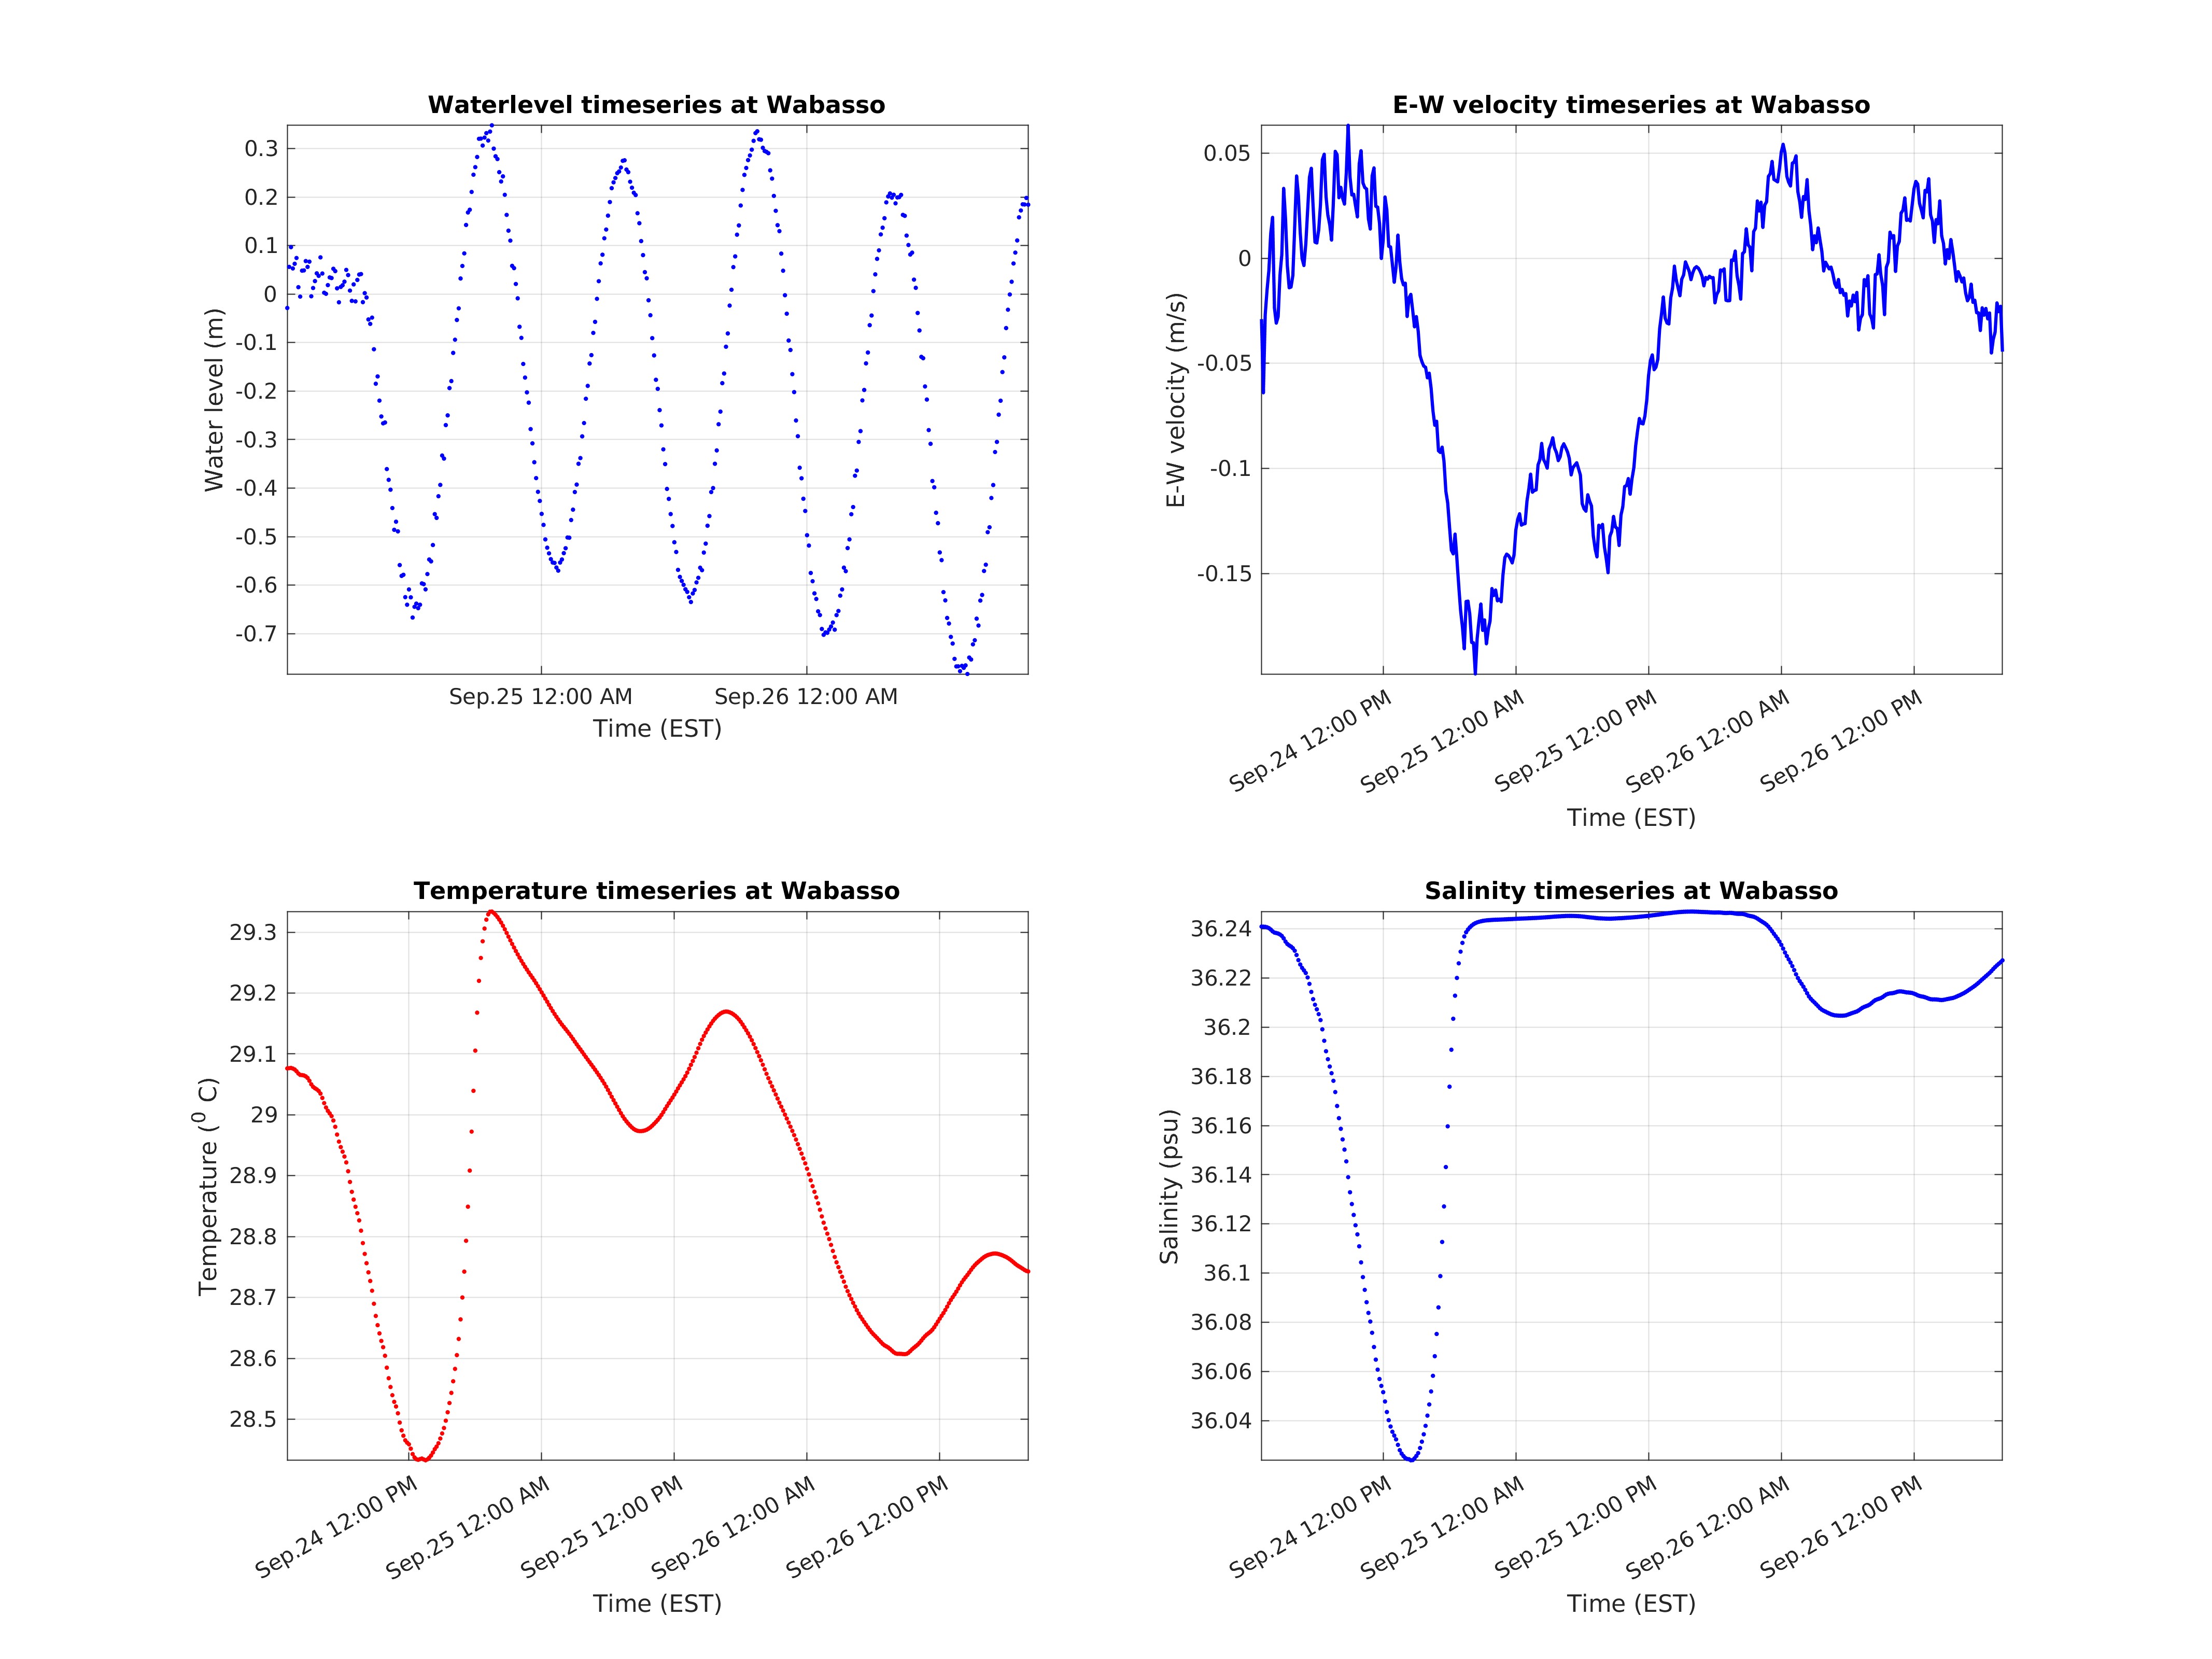 Waterlevel timeseries at Wabasso
0.3
0.2
0.1
0
-0.1
-0.2
-0.3
-0.4
-0.5
-0.6
-0.7
Water level (m)
Sep.25 12:00 AM
Sep.26 12:00 AM
Time (EST)
E-W velocity timeseries at Wabasso
0.05
0
-0.05
-0.1
-0.15
E-W velocity (m/s)
Sep.24 12:00 PM
Sep.25 12:00 AM
Sep.25 12:00 PM
Sep.26 12:00 AM
Sep.26 12:00 PM
Time (EST)
Temperature timeseries at Wabasso
29.3
29.2
29.1
29
28.9
28.8
28.7
28.6
28.5
Temperature (⁰ C)
Sep.24 12:00 PM
Sep.25 12:00 AM
Sep.25 12:00 PM
Sep.26 12:00 AM
Sep.26 12:00 PM
Time (EST)
Salinity timeseries at Wabasso
36.24
36.22
36.2
36.18
36.16
36.14
36.12
36.1
36.08
36.06
36.04
Salinity (psu)
Sep.24 12:00 PM
Sep.25 12:00 AM
Sep.25 12:00 PM
Sep.26 12:00 AM
Sep.26 12:00 PM
Time (EST)